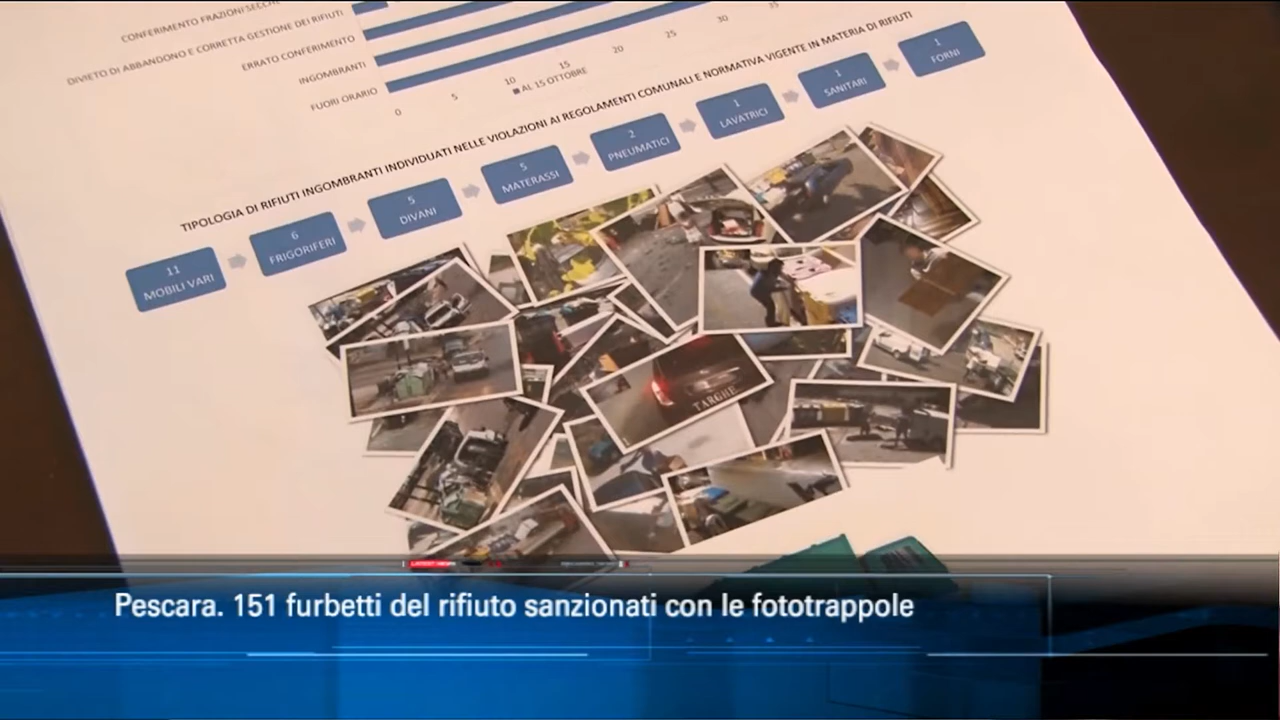 CONFERIMENTO FRAZIONI SECCHE
DIVIETO DI ABBANDONO E CORRETTA GESTIONE DEI RIFIUTI
ERRATO CONFERIMENTO
INGOMBRANTI
FUORI ORARIO
0 5 10 15 20 25 30 35
AL 15 OTTOBRE
TIPOLOGIA DI RIFIUTI INGOMBRANTI INDIVIDUATI NELLE VIOLAZIONI AI REGOLAMENTI COMUNALI E NORMATIVA VIGENTE IN MATERIA DI RIFIUTI
11
MOBILI VARI
6
FRIGORIFERI
5
DIVANI
5
MATERASSI
2
PNEUMATICI
1
LAVATRICI
1
SANITARI
1
FORNI
TARGHE
LATEST NEWS
Pescara. 151 furbetti del rifiuto sanzionati con le fototrappole